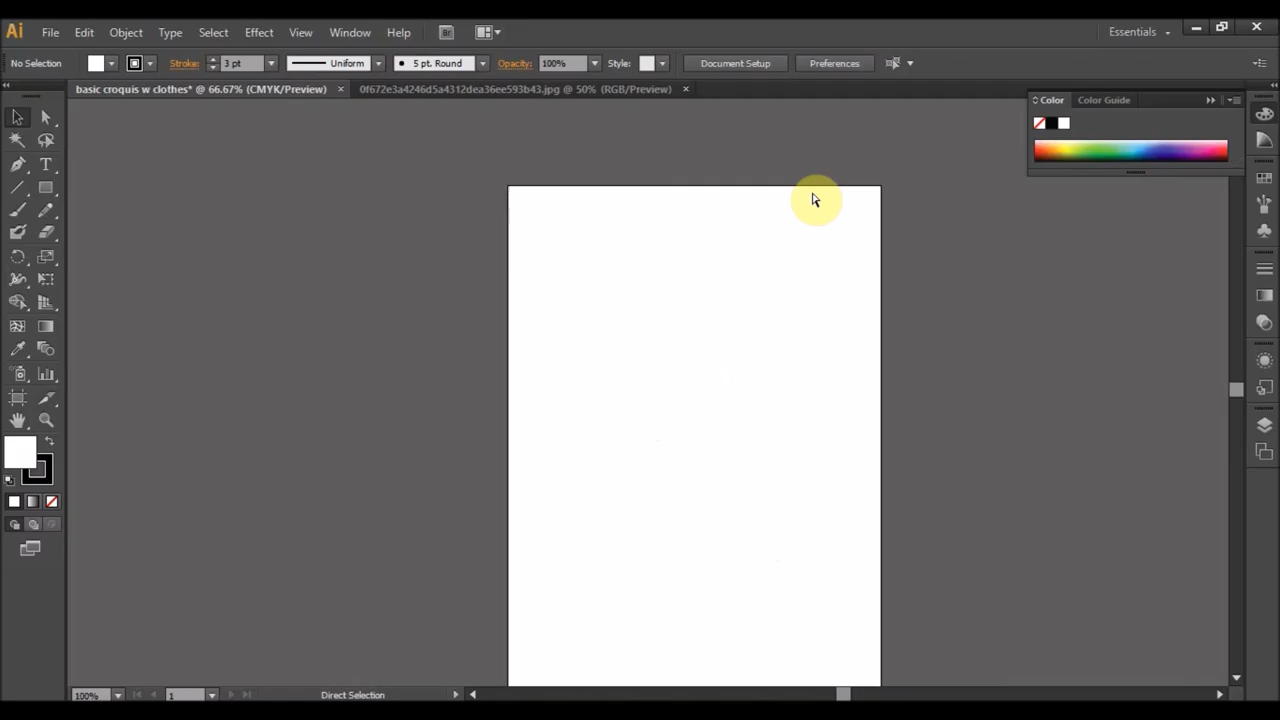 Ai File Edit Object Type Select Effect View Window Help Br Essentials
No Selection Stroke: 3 pt Uniform 5 pt. Round Opacity: 100% Style: Document Setup Preferences
basic croquis w clothes* @ 66.67% (CMYK/Preview) 0f672e3a4246d5a4312dea36ee593b43.jpg @ 50% (RGB/Preview)
Color Color Guide
100% 1 Direct Selection